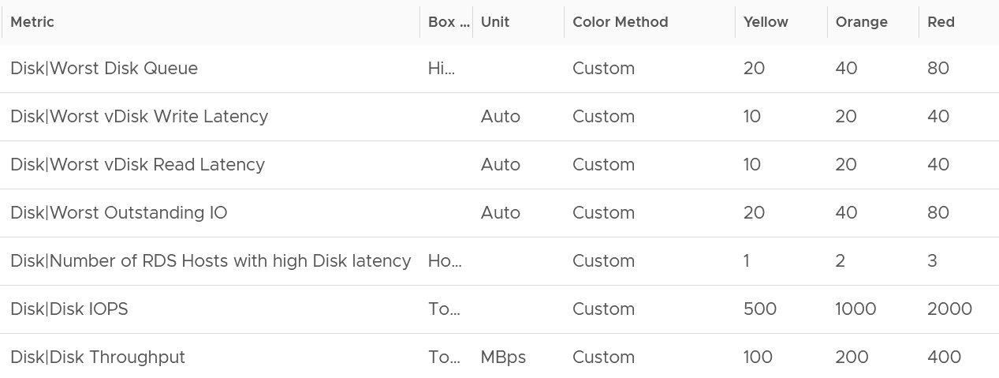 Metric Box ... Unit Color Method Yellow Orange Red
Disk|Worst Disk Queue Hi... Custom 20 40 80
Disk|Worst vDisk Write Latency Auto Custom 10 20 40
Disk|Worst vDisk Read Latency Auto Custom 10 20 40
Disk|Worst Outstanding IO Auto Custom 20 40 80
Disk|Number of RDS Hosts with high Disk latency Ho... Custom 1 2 3
Disk|Disk IOPS To... Custom 500 1000 2000
Disk|Disk Throughput To... MBps Custom 100 200 400